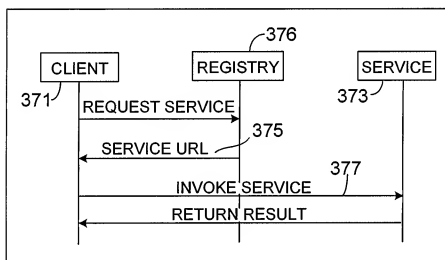 376
CLIENT REGISTRY SERVICE
371 373
REQUEST SERVICE
375
SERVICE URL
377
INVOKE SERVICE
RETURN RESULT